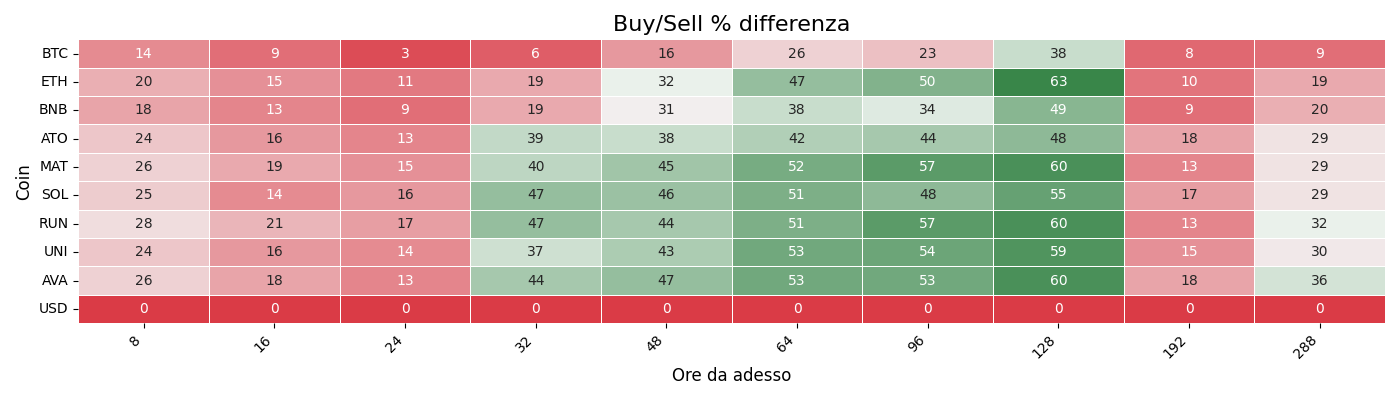 Buy/Sell % differenza
Coin
BTC 14 9 3 6 16 26 23 38 8 9
ETH 20 15 11 19 32 47 50 63 10 19
BNB 18 13 9 19 31 38 34 49 9 20
ATO 24 16 13 39 38 42 44 48 18 29
MAT 26 19 15 40 45 52 57 60 13 29
SOL 25 14 16 47 46 51 48 55 17 29
RUN 28 21 17 47 44 51 57 60 13 32
UNI 24 16 14 37 43 53 54 59 15 30
AVA 26 18 13 44 47 53 53 60 18 36
USD 0 0 0 0 0 0 0 0 0 0
8 16 24 32 48 64 96 128 192 288
Ore da adesso